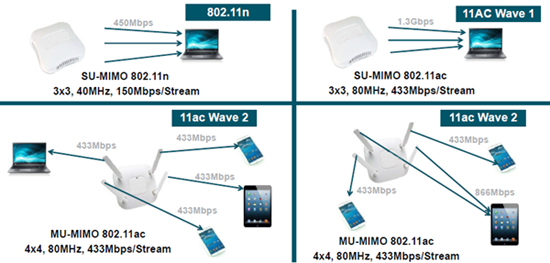 802.11n
450Mbps
SU-MIMO 802.11n
3x3, 40MHz, 150Mbps/Stream
11AC Wave 1
1.3Gbps
SU-MIMO 802.11ac
3x3, 80MHz, 433Mbps/Stream
11ac Wave 2
433Mbps
433Mbps
433Mbps
433Mbps
MU-MIMO 802.11ac
4x4, 80MHz, 433Mbps/Stream
11ac Wave 2
433Mbps
866Mbps
433Mbps
MU-MIMO 802.11ac
4x4, 80MHz, 433Mbps/Stream